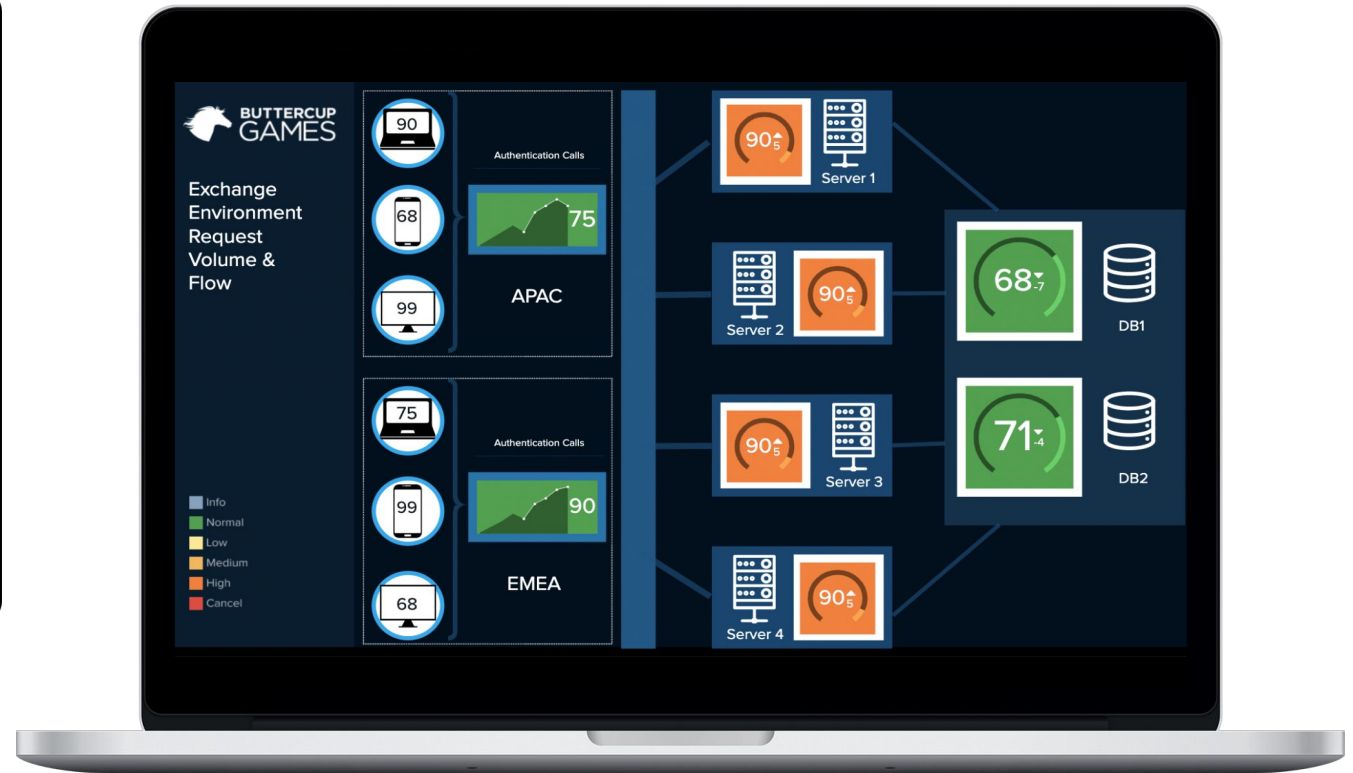 BUTTERCUP
GAMES
Exchange
Environment
Request
Volume &
Flow
Info
Normal
Low
Medium
High
Cancel
90
68
99
Authentication Calls
75
APAC
75
99
68
Authentication Calls
90
EMEA
90 5
Server 1
Server 2
90 5
90 5
Server 3
Server 4
90 5
68 -7
DB1
71 -4
DB2